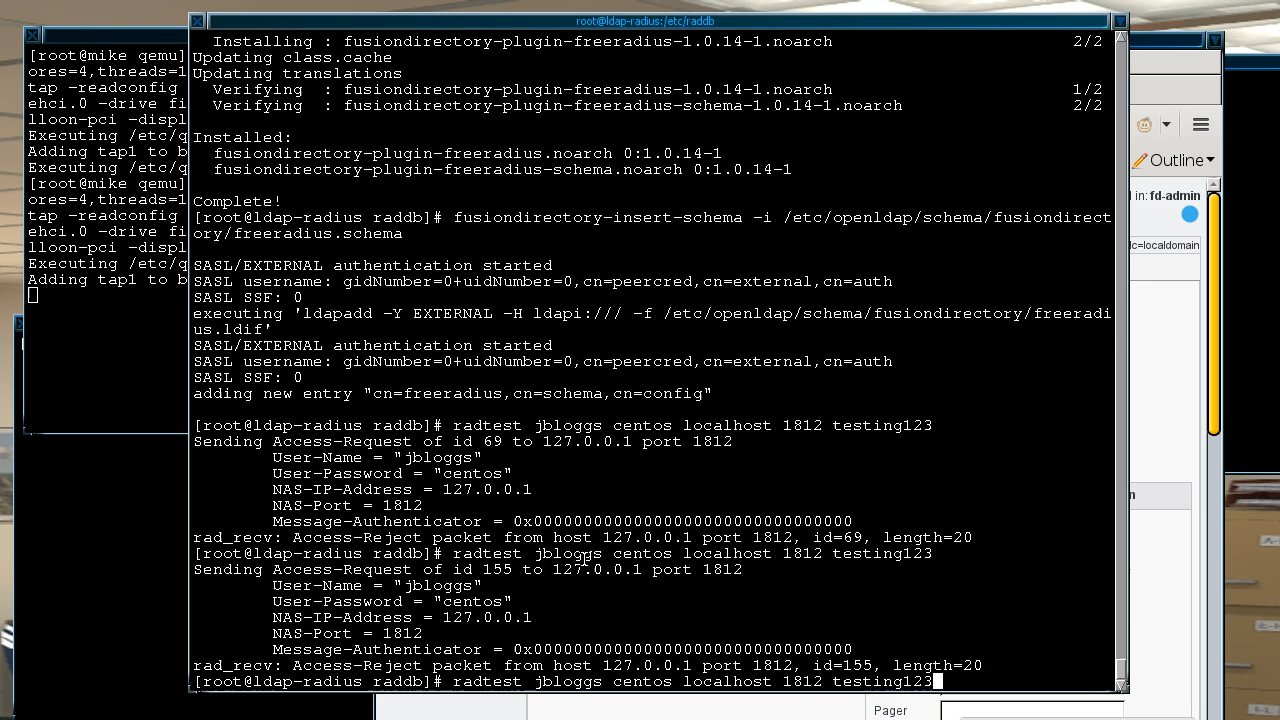 root@ldap-radius:/etc/raddb
[root@mike qemu]
ores=4,threads=1
tap -readconfig
ehci.0 -drive fi
lloon-pci -displ
Executing /etc/q
Adding tap1 to b
Executing /etc/q
[root@mike qemu]
ores=4,threads=1
tap -readconfig
ehci.0 -drive fi
lloon-pci -displ
Executing /etc/q
Adding tap1 to b
Installing : fusiondirectory-plugin-freeradius-1.0.14-1.noarch 2/2
Updating class.cache
Updating translations
Verifying : fusiondirectory-plugin-freeradius-1.0.14-1.noarch 1/2
Verifying : fusiondirectory-plugin-freeradius-schema-1.0.14-1.noarch 2/2
Installed:
fusiondirectory-plugin-freeradius.noarch 0:1.0.14-1
fusiondirectory-plugin-freeradius-schema.noarch 0:1.0.14-1
Complete!
[root@ldap-radius raddb]# fusiondirectory-insert-schema -i /etc/openldap/schema/fusiondirect
ory/freeradius.schema
SASL/EXTERNAL authentication started
SASL username: gidNumber=0+uidNumber=0,cn=peercred,cn=external,cn=auth
SASL SSF: 0
executing 'ldapadd -Y EXTERNAL -H ldapi:/// -f /etc/openldap/schema/fusiondirectory/freeradi
us.ldif'
SASL/EXTERNAL authentication started
SASL username: gidNumber=0+uidNumber=0,cn=peercred,cn=external,cn=auth
SASL SSF: 0
adding new entry "cn=freeradius,cn=schema,cn=config"
[root@ldap-radius raddb]# radtest jbloggs centos localhost 1812 testing123
Sending Access-Request of id 69 to 127.0.0.1 port 1812
User-Name = "jbloggs"
User-Password = "centos"
NAS-IP-Address = 127.0.0.1
NAS-Port = 1812
Message-Authenticator = 0x00000000000000000000000000000000
rad_recv: Access-Reject packet from host 127.0.0.1 port 1812, id=69, length=20
[root@ldap-radius raddb]# radtest jbloggs centos localhost 1812 testing123
Sending Access-Request of id 155 to 127.0.0.1 port 1812
User-Name = "jbloggs"
User-Password = "centos"
NAS-IP-Address = 127.0.0.1
NAS-Port = 1812
Message-Authenticator = 0x00000000000000000000000000000000
rad_recv: Access-Reject packet from host 127.0.0.1 port 1812, id=155, length=20
[root@ldap-radius raddb]# radtest jbloggs centos localhost 1812 testing123
Outline
d in: fd-admin
dc=localdomain
n
Pager